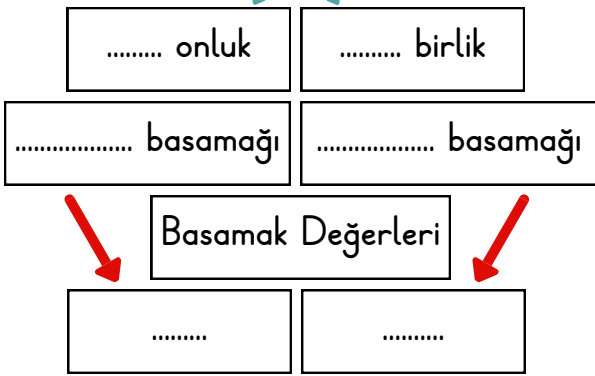 ......... onluk .......... birlik
................... basamağı ................... basamağı
Basamak Değerleri
......... ..........